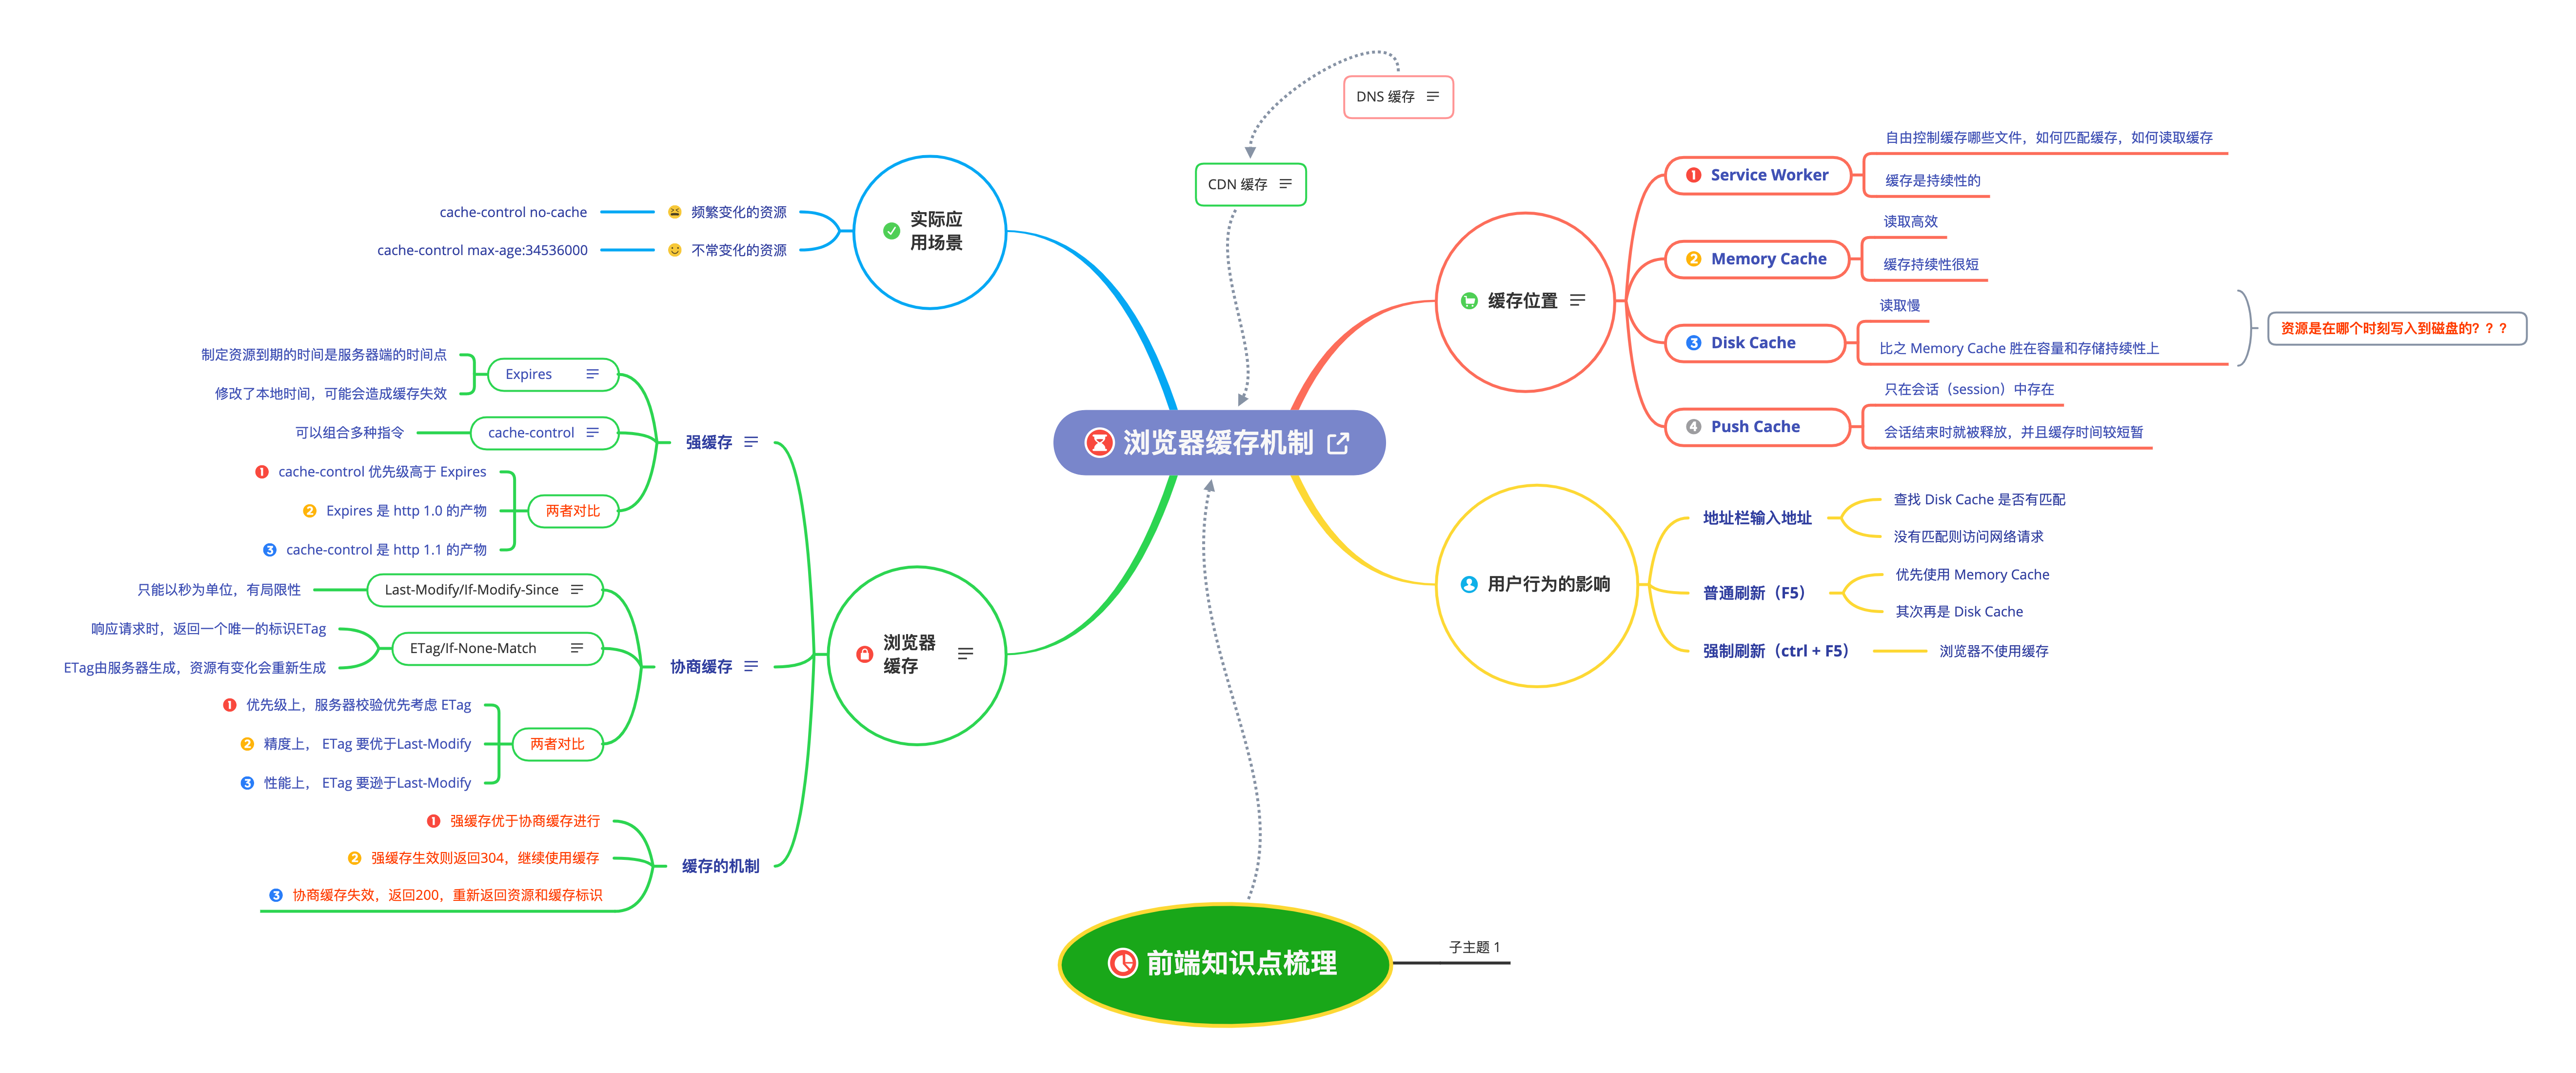 DNS 缓存
CDN 缓存
浏览器缓存机制
实际应
用场景
频繁变化的资源
cache-control no-cache
不常变化的资源
cache-control max-age:34536000
浏览器
缓存
强缓存
Expires
制定资源到期的时间是服务器端的时间点
修改了本地时间，可能会造成缓存失效
cache-control
可以组合多种指令
两者对比
1 cache-control 优先级高于 Expires
2 Expires 是 http 1.0 的产物
3 cache-control 是 http 1.1 的产物
协商缓存
Last-Modify/If-Modify-Since
只能以秒为单位，有局限性
ETag/If-None-Match
响应请求时，返回一个唯一的标识ETag
ETag由服务器生成，资源有变化会重新生成
两者对比
1 优先级上，服务器校验优先考虑 ETag
2 精度上， ETag 要优于Last-Modify
3 性能上， ETag 要逊于Last-Modify
缓存的机制
1 强缓存优于协商缓存进行
2 强缓存生效则返回304，继续使用缓存
3 协商缓存失效，返回200，重新返回资源和缓存标识
缓存位置
1 Service Worker
自由控制缓存哪些文件，如何匹配缓存，如何读取缓存
缓存是持续性的
2 Memory Cache
读取高效
缓存持续性很短
3 Disk Cache
读取慢
比之 Memory Cache 胜在容量和存储持续性上
资源是在哪个时刻写入到磁盘的？？？
4 Push Cache
只在会话（session）中存在
会话结束时就被释放，并且缓存时间较短暂
用户行为的影响
地址栏输入地址
查找 Disk Cache 是否有匹配
没有匹配则访问网络请求
普通刷新（F5）
优先使用 Memory Cache
其次再是 Disk Cache
强制刷新（ctrl + F5）
浏览器不使用缓存
前端知识点梳理
子主题 1